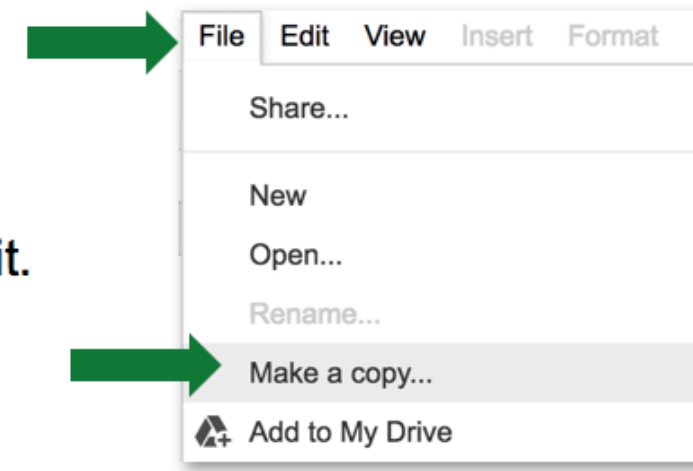 File Edit View Insert Format
Share...
New
it.
Open...
Rename...
Make a copy...
Add to My Drive